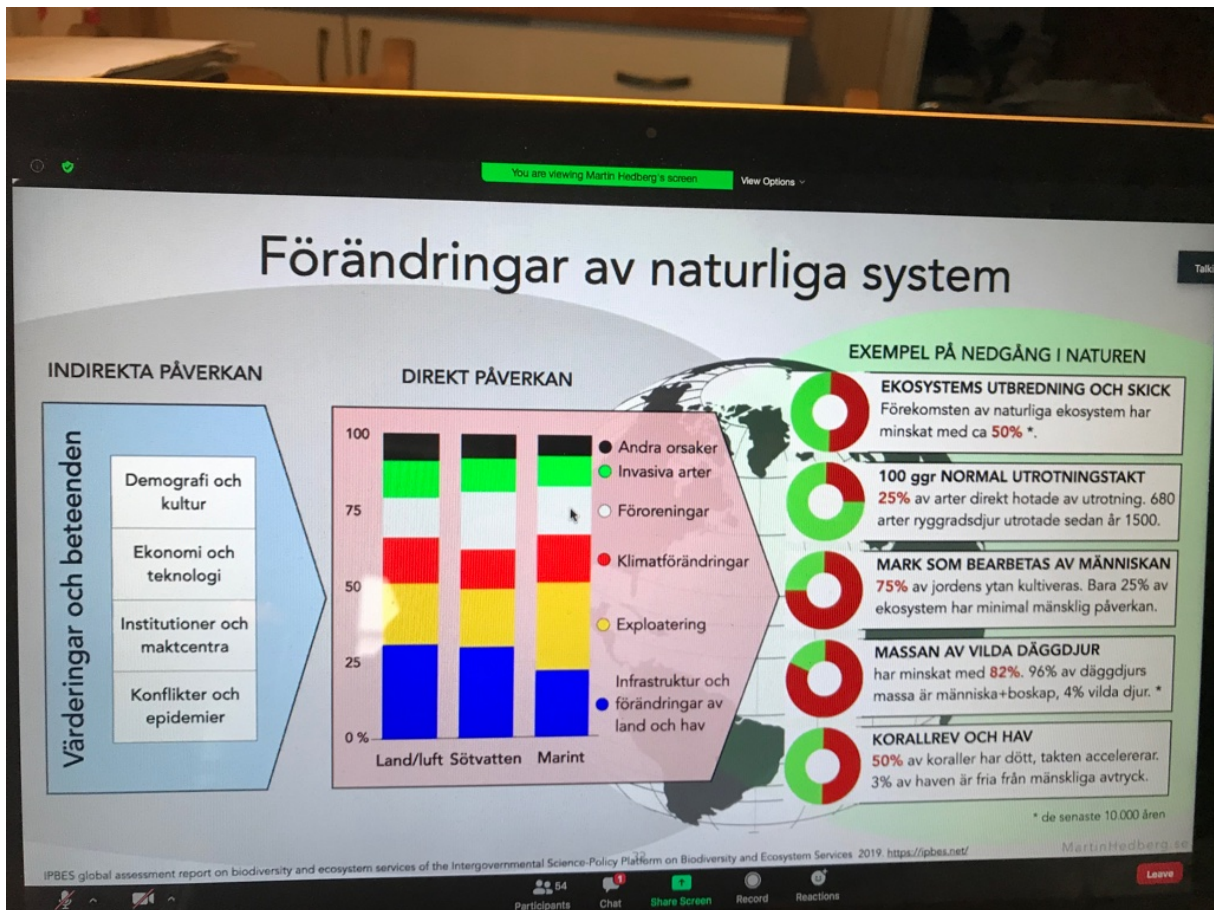 You are viewing Martin Hedberg's screen
View Options
Förändringar av naturliga system
INDIREKTA PÅVERKAN
Värderingar och beteenden
Demografi och
kultur
Ekonomi och
teknologi
Institutioner och
maktcentra
Konflikter och
epidemier
DIREKT PÅVERKAN
100
75
50
25
0 %
Land/luft Sötvatten Marint
Andra orsaker
Invasiva arter
Föroreningar
Klimatförändringar
Exploatering
Infrastruktur och
förändringar av
land och hav
EXEMPEL PÅ NEDGÅNG I NATUREN
EKOSYSTEMS UTBREDNING OCH SKICK
Förekomsten av naturliga ekosystem har
minskat med ca 50% *.
100 ggr NORMAL UTROTNINGSTAKT
25% av arter direkt hotade av utrotning. 680
arter ryggradsdjur utrotade sedan år 1500.
MARK SOM BEARBETAS AV MÄNNISKAN
75% av jordens ytan kultiveras. Bara 25% av
ekosystem har minimal mänsklig påverkan.
MASSAN AV VILDA DÄGGDJUR
har minskat med 82%. 96% av däggdjurs
massa är människa+boskap, 4% vilda djur. *
KORALLREV OCH HAV
50% av koraller har dött, takten accelererar.
3% av haven är fria från mänskliga avtryck.
* de senaste 10.000 åren
MartinHedberg.se
IPBES global assessment report on biodiversity and ecosystem services of the Intergovernmental Science-Policy Platform on Biodiversity and Ecosystem Services 2019. https://ipbes.net/
54
Participants
1
Chat
Share Screen
Record
Reactions
Leave